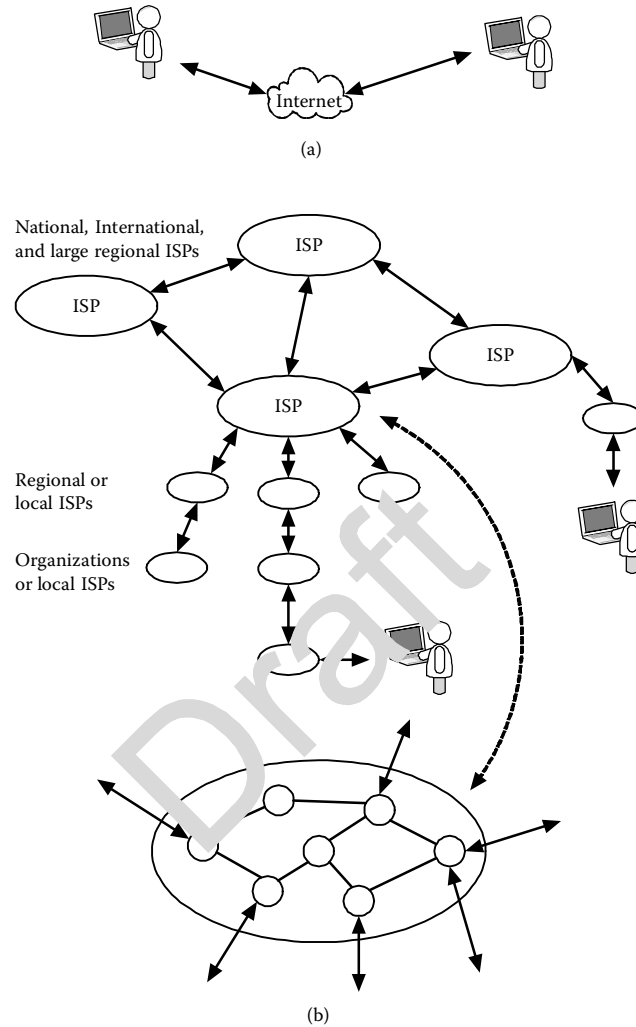 Internet
(a)
National, International,
and large regional ISPs
ISP
ISP
ISP
ISP
Regional or
local ISPs
Organizations
or local ISPs
Draft
(b)